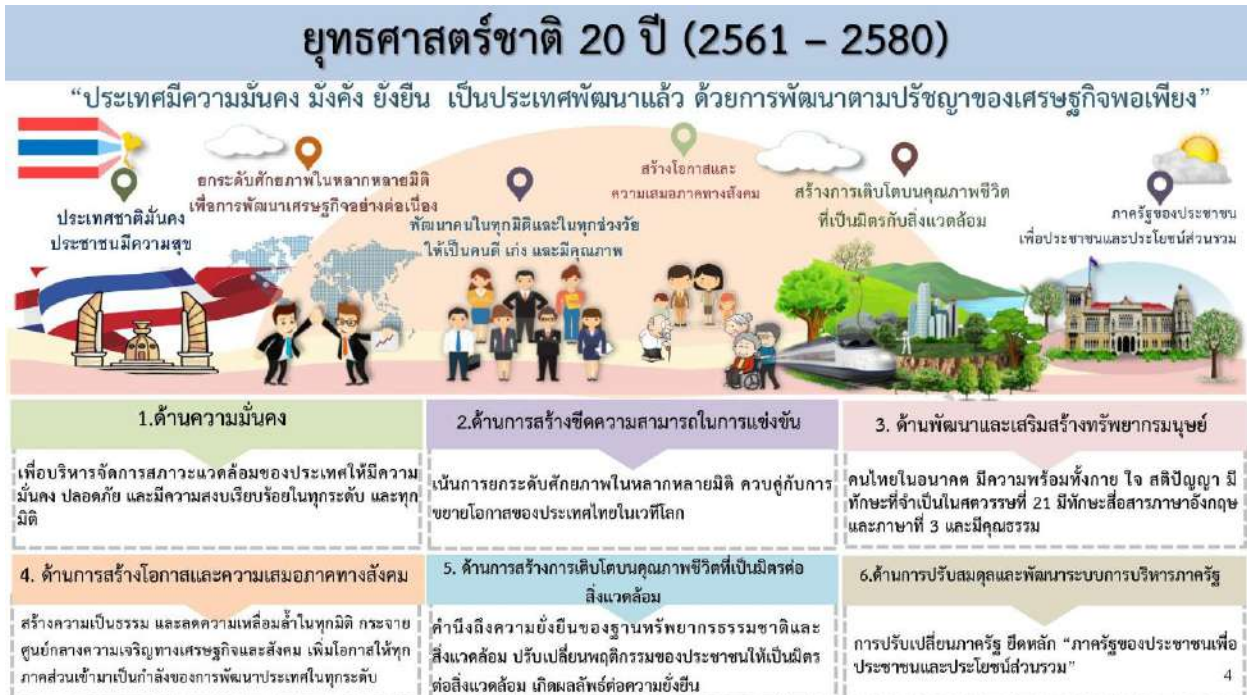 ยุทธศาสตร์ชาติ 20 ปี (2561 – 2580)
“ประเทศมีความมั่นคง มั่งคั่ง ยั่งยืน เป็นประเทศพัฒนาแล้ว ด้วยการพัฒนาตามปรัชญาของเศรษฐกิจพอเพียง”
ประเทศชาติมั่นคง
ประชาชนมีความสุข
ยกระดับศักยภาพในหลากหลายมิติ
เพื่อการพัฒนาเศรษฐกิจอย่างต่อเนื่อง
พัฒนาคนในทุกมิติและในทุกช่วงวัย
ให้เป็นคนดี เก่ง และมีคุณภาพ
สร้างโอกาสและ
ความเสมอภาคทางสังคม
สร้างการเติบโตบนคุณภาพชีวิต
ที่เป็นมิตรกับสิ่งแวดล้อม
ภาครัฐของประชาชน
เพื่อประชาชนและประโยชน์ส่วนรวม
1.ด้านความมั่นคง
เพื่อบริหารจัดการสภาวะแวดล้อมของประเทศให้มีความ
มั่นคง ปลอดภัย และมีความสงบเรียบร้อยในทุกระดับ และทุก
มิติ
2.ด้านการสร้างขีดความสามารถในการแข่งขัน
เน้นการยกระดับศักยภาพในหลากหลายมิติ ควบคู่กับการ
ขยายโอกาสของประเทศไทยในเวทีโลก
3. ด้านพัฒนาและเสริมสร้างทรัพยากรมนุษย์
คนไทยในอนาคต มีความพร้อมทั้งกาย ใจ สติปัญญา มี
ทักษะที่จำเป็นในศตวรรษที่ 21 มีทักษะสื่อสารภาษาอังกฤษ
และภาษาที่ 3 และมีคุณธรรม
4. ด้านการสร้างโอกาสและความเสมอภาคทางสังคม
สร้างความเป็นธรรม และลดความเหลื่อมล้ำในทุกมิติ กระจาย
ศูนย์กลางความเจริญทางเศรษฐกิจและสังคม เพิ่มโอกาสให้ทุก
ภาคส่วนเข้ามาเป็นกำลังของการพัฒนาประเทศในทุกระดับ
5. ด้านการสร้างการเติบโตบนคุณภาพชีวิตที่เป็นมิตรต่อ
สิ่งแวดล้อม
คำนึงถึงความยั่งยืนของฐานทรัพยากรธรรมชาติและ
สิ่งแวดล้อม ปรับเปลี่ยนพฤติกรรมของประชาชนให้เป็นมิตร
ต่อสิ่งแวดล้อม เกิดผลลัพธ์ต่อความยั่งยืน
6.ด้านการปรับสมดุลและพัฒนาระบบการบริหารภาครัฐ
การปรับเปลี่ยนภาครัฐ ยึดหลัก “ภาครัฐของประชาชนเพื่อ
ประชาชนและประโยชน์ส่วนรวม”
4